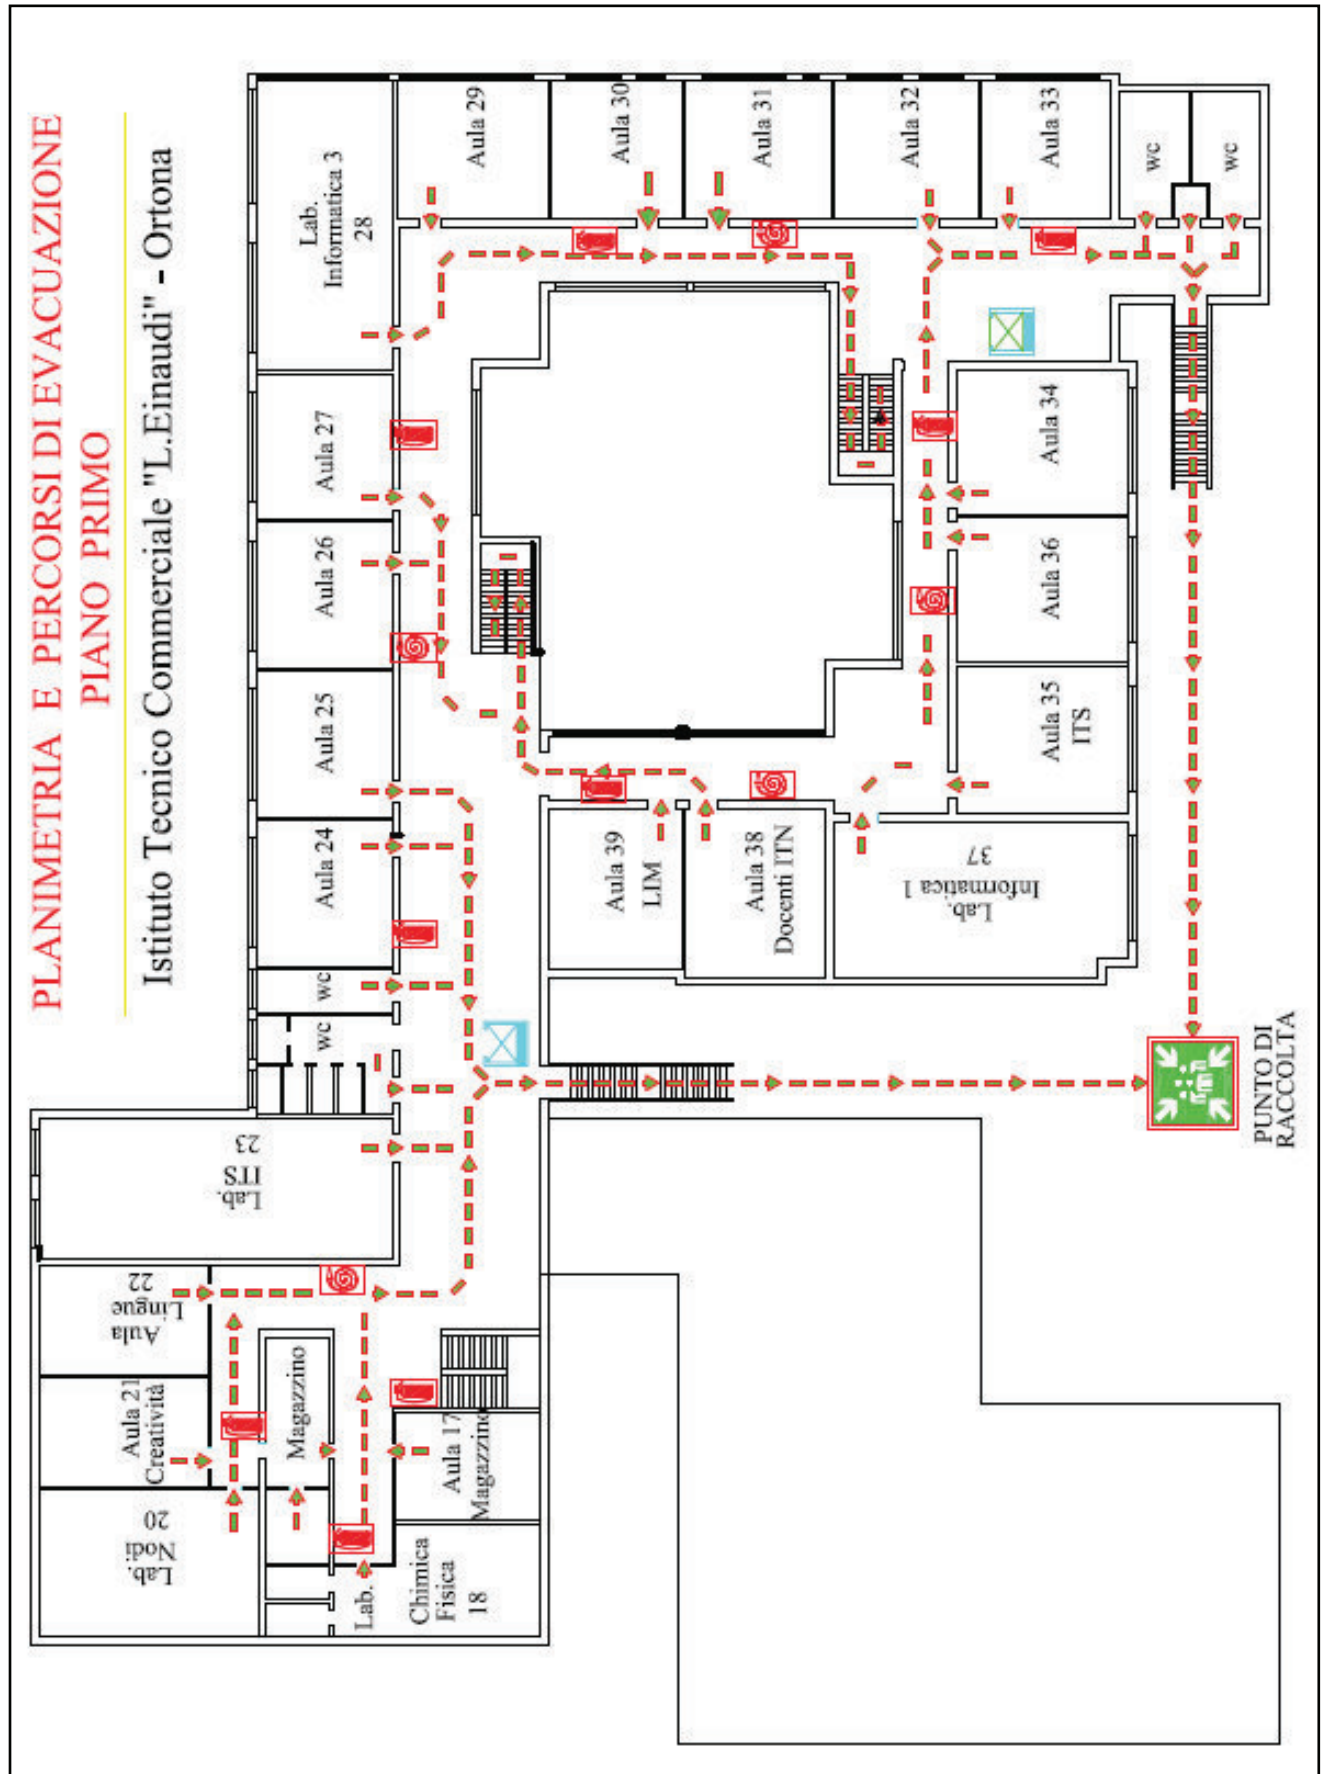 PLANIMETRIA E PERCORSI DI EVACUAZIONE
PIANO PRIMO
Istituto Tecnico Commerciale "L.Einaudi" - Ortona
Lab.
Informatica 3
28
Aula 29
Aula 30
Aula 31
Aula 32
Aula 33
wc
wc
Aula 27
Aula 26
Aula 25
Aula 24
wc
wc
Aula 34
Aula 36
Aula 35
ITS
Aula 39
LIM
Aula 38
Docenti ITN
Lab.
Informatica 1
37
Lab.
ITS
23
Aula
Lingue
22
Aula 21
Creatività
Lab.
Nodi
20
Magazzino
Aula 17
Magazzino
Lab.
Chimica
Fisica
18
PUNTO DI
RACCOLTA